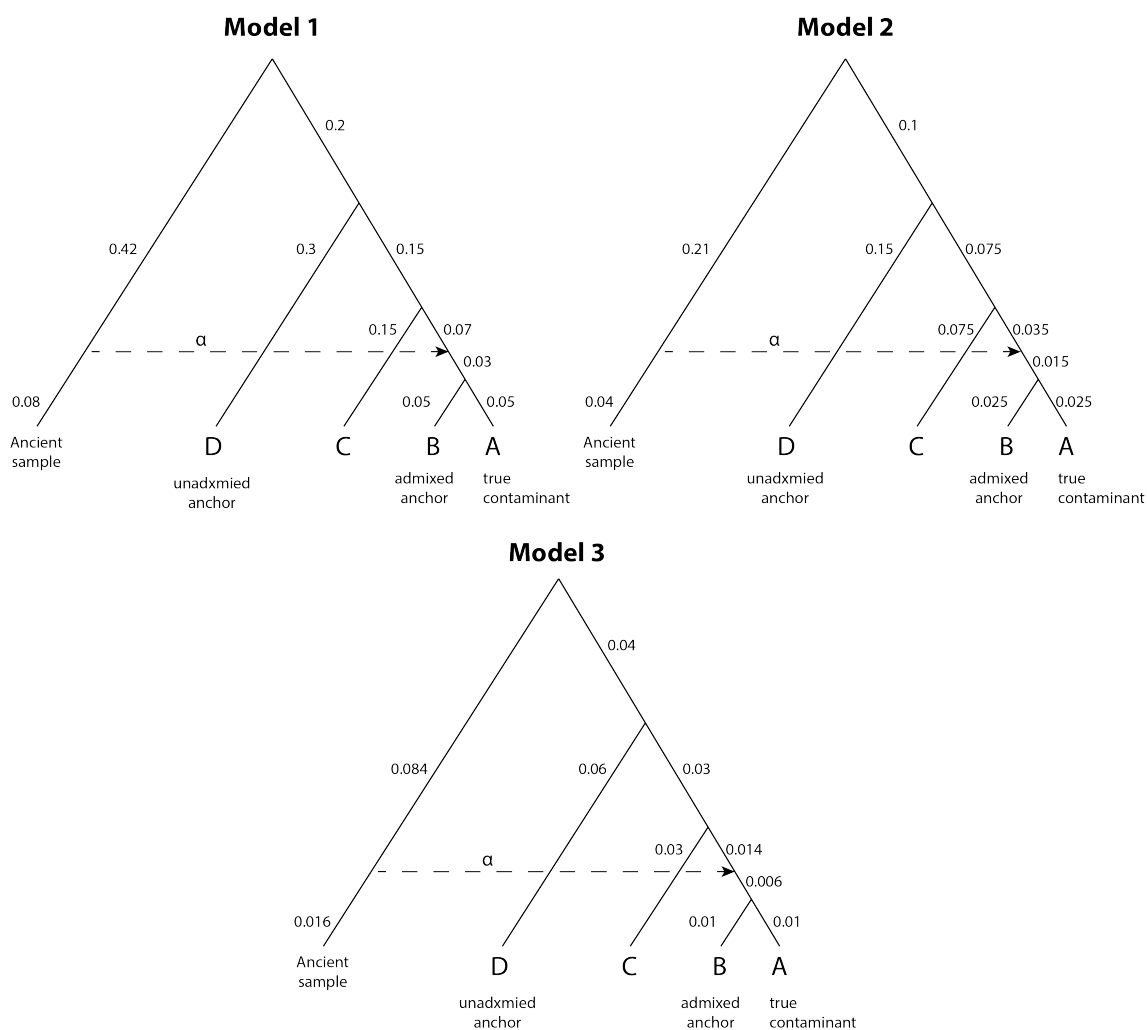 Model 1
0.2
0.42
0.3
0.15
0.15
0.07
α
0.03
0.08
0.05
0.05
Ancient
sample
D
C
B
A
unadxmied
anchor
admixed
anchor
true
contaminant
Model 2
0.1
0.21
0.15
0.075
0.075
0.035
α
0.015
0.04
0.025
0.025
Ancient
sample
D
C
B
A
unadxmied
anchor
admixed
anchor
true
contaminant
Model 3
0.04
0.084
0.06
0.03
0.03
0.014
α
0.006
0.016
0.01
0.01
Ancient
sample
D
C
B
A
unadxmied
anchor
admixed
anchor
true
contaminant